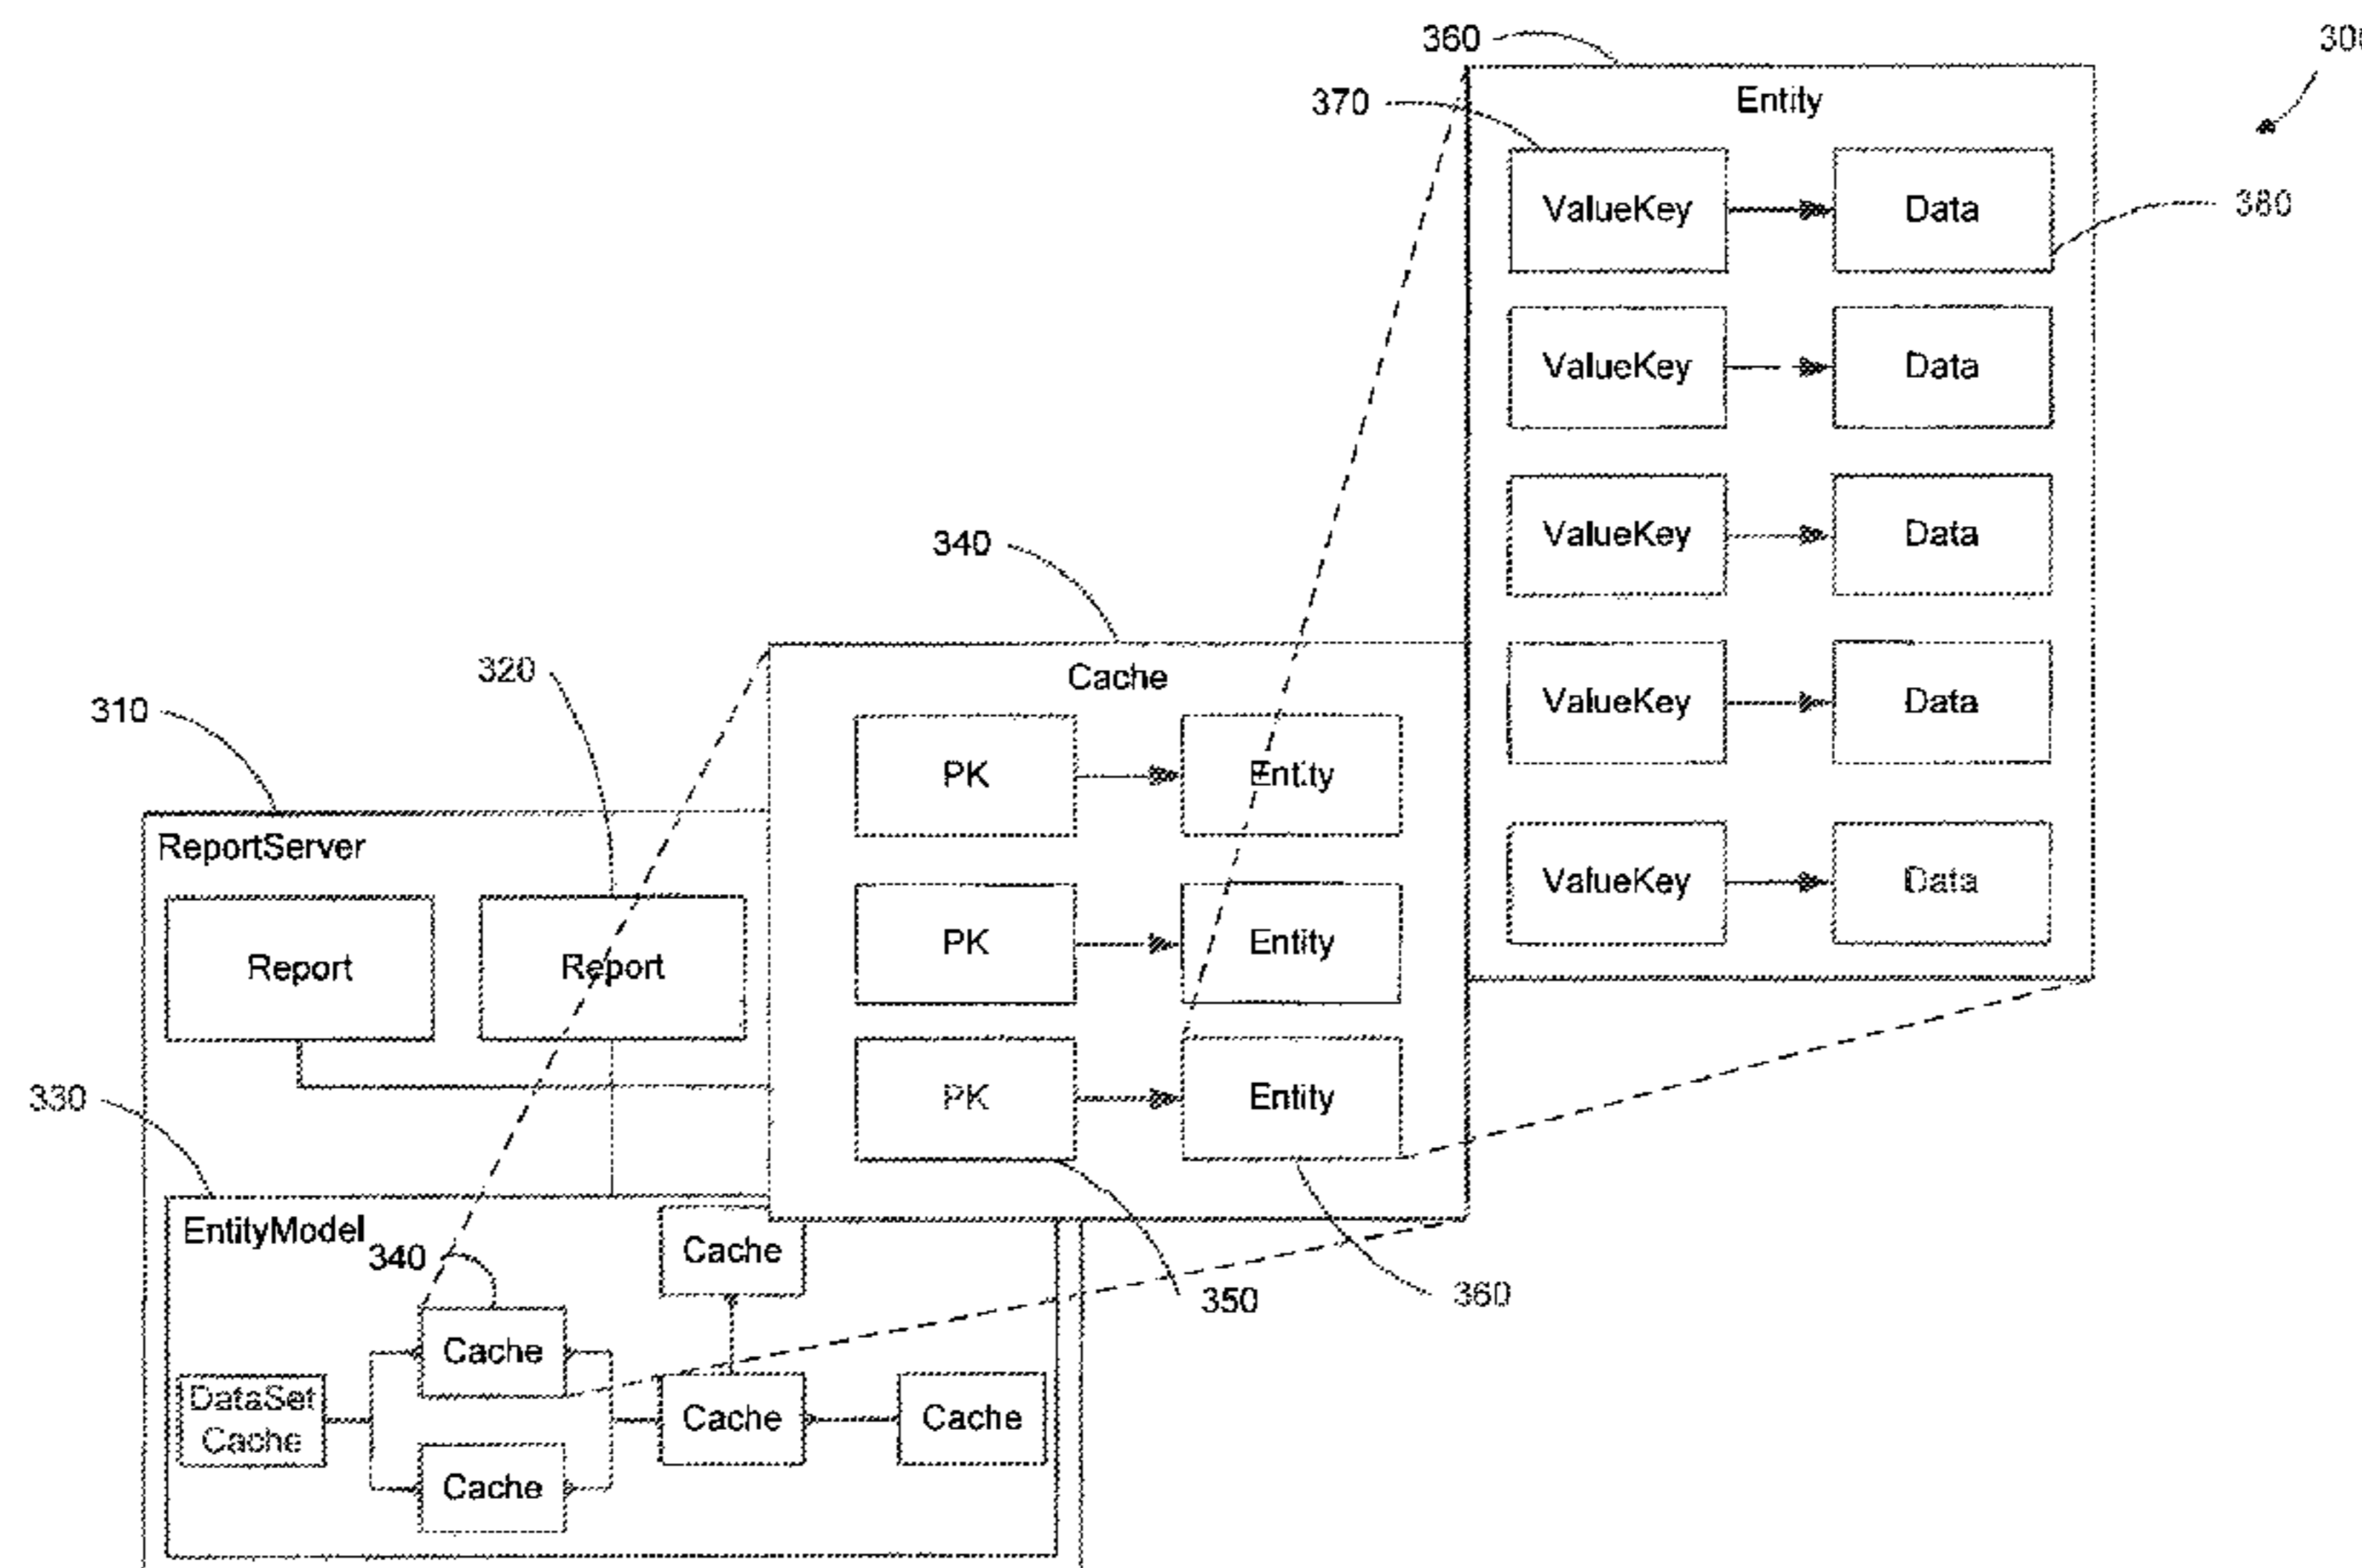 360
370
Entity
ValueKey
Data
380
ValueKey
Data
ValueKey
Data
ValueKey
Data
ValueKey
Data
340
Cache
PK
Entity
PK
Entity
PK
Entity
350
360
310
320
ReportServer
Report
Report
330
EntityModel
340
Cache
Cache
DataSet
Cache
Cache
Cache
Cache